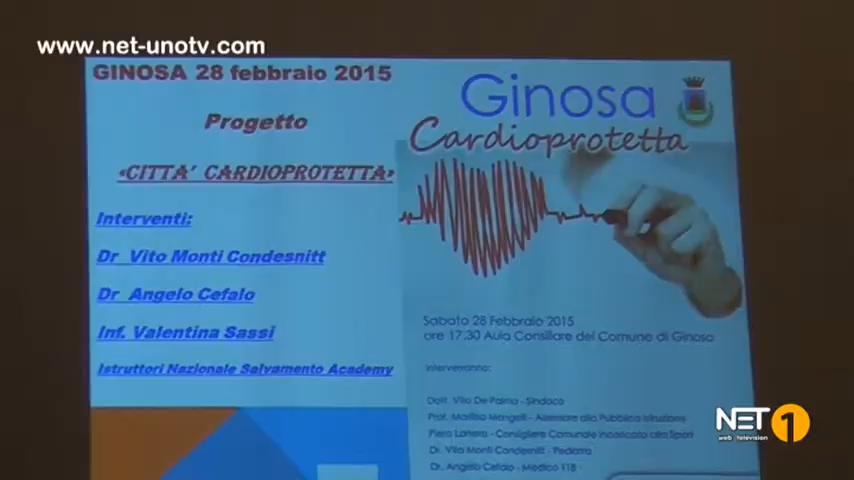 www.net-unotv.com
GINOSA 28 febbraio 2015
Progetto
«CITTA' CARDIOPROTETTA»
Interventi:
Dr Vito Monti Condesnitt
Dr Angelo Cefalo
Inf. Valentina Sassi
Istruttori Nazionale Salvamento Academy
Ginosa
Cardioprotetta
Sabato 28 Febbraio 2015
ore 17.30 Aula Consiliare del Comune di Ginosa
Interverranno:
Dott. Vito De Palma - Sindaco
Prof. Marilisa Mongelli - Assessore alla Pubblica Istruzione
Piero - Consigliere Comunale incaricato allo Sport
Dr. Vito Monti Condesnitt - Pediatra
Dr. Angelo Cefalo - Medico 118
NET 1
web television